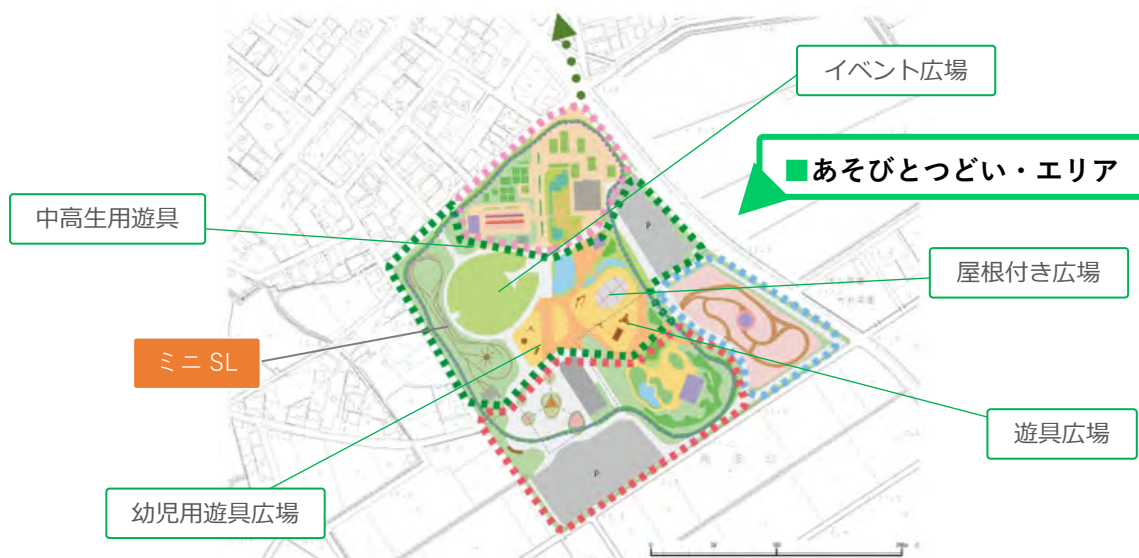 イベント広場
■あそびとつどい・エリア
中高生用遊具
P
屋根付き広場
ミニ SL
遊具広場
P
幼児用遊具広場